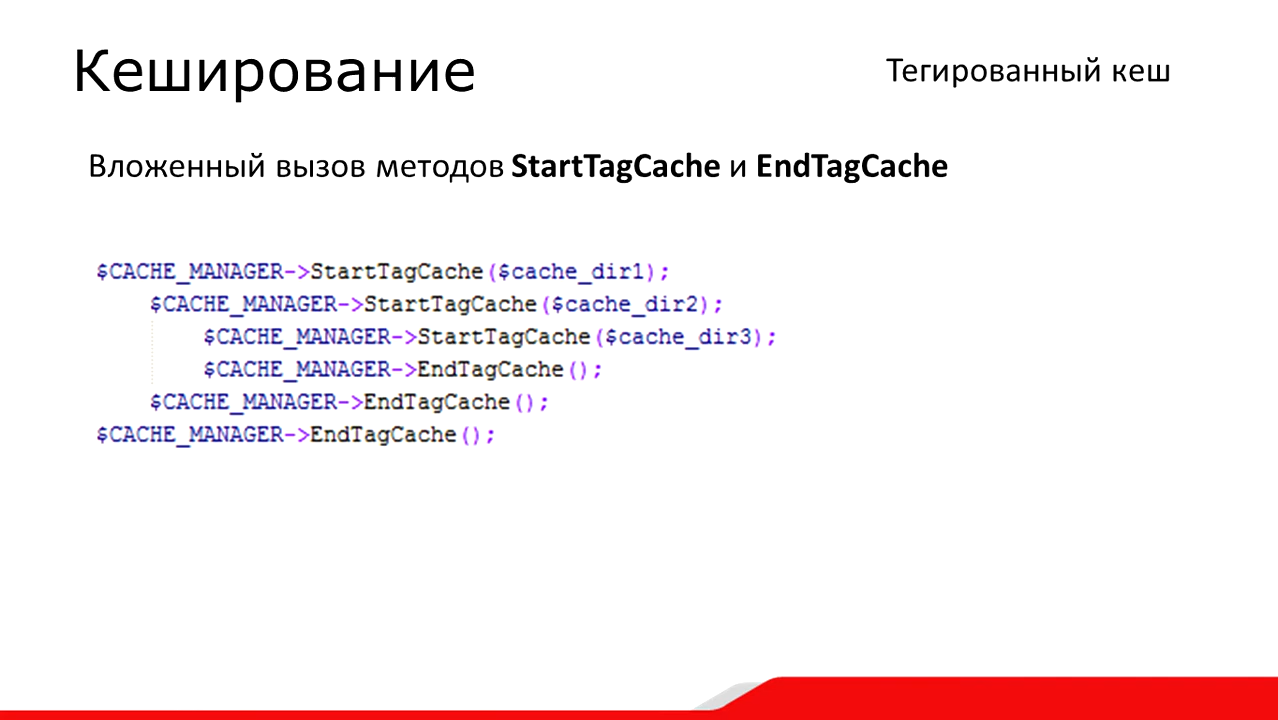 Кеширование
Тегированный кеш
Вложенный вызов методов StartTagCache и EndTagCache
$CACHE_MANAGER->StartTagCache($cache_dir1);
$CACHE_MANAGER->StartTagCache($cache_dir2);
$CACHE_MANAGER->StartTagCache($cache_dir3);
$CACHE_MANAGER->EndTagCache();
$CACHE_MANAGER->EndTagCache();
$CACHE_MANAGER->EndTagCache();